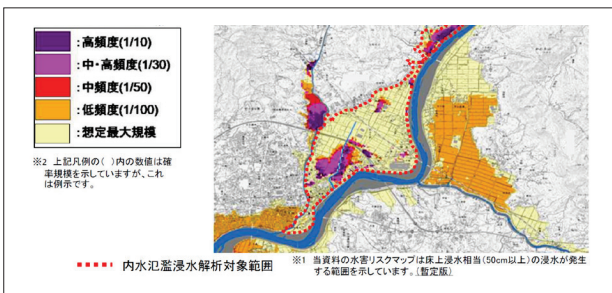 ：高頻度(1/10)
：中・高頻度(1/30)
：中頻度(1/50)
：低頻度(1/100)
：想定最大規模
※2 上記凡例の( )内の数値は確
率規模を示していますが、これ
は例示です。
内水氾濫浸水解析対象範囲
※1 当資料の水害リスクマップは床上浸水相当(50cm以上)の浸水が発生
する範囲を示しています。(暫定版)